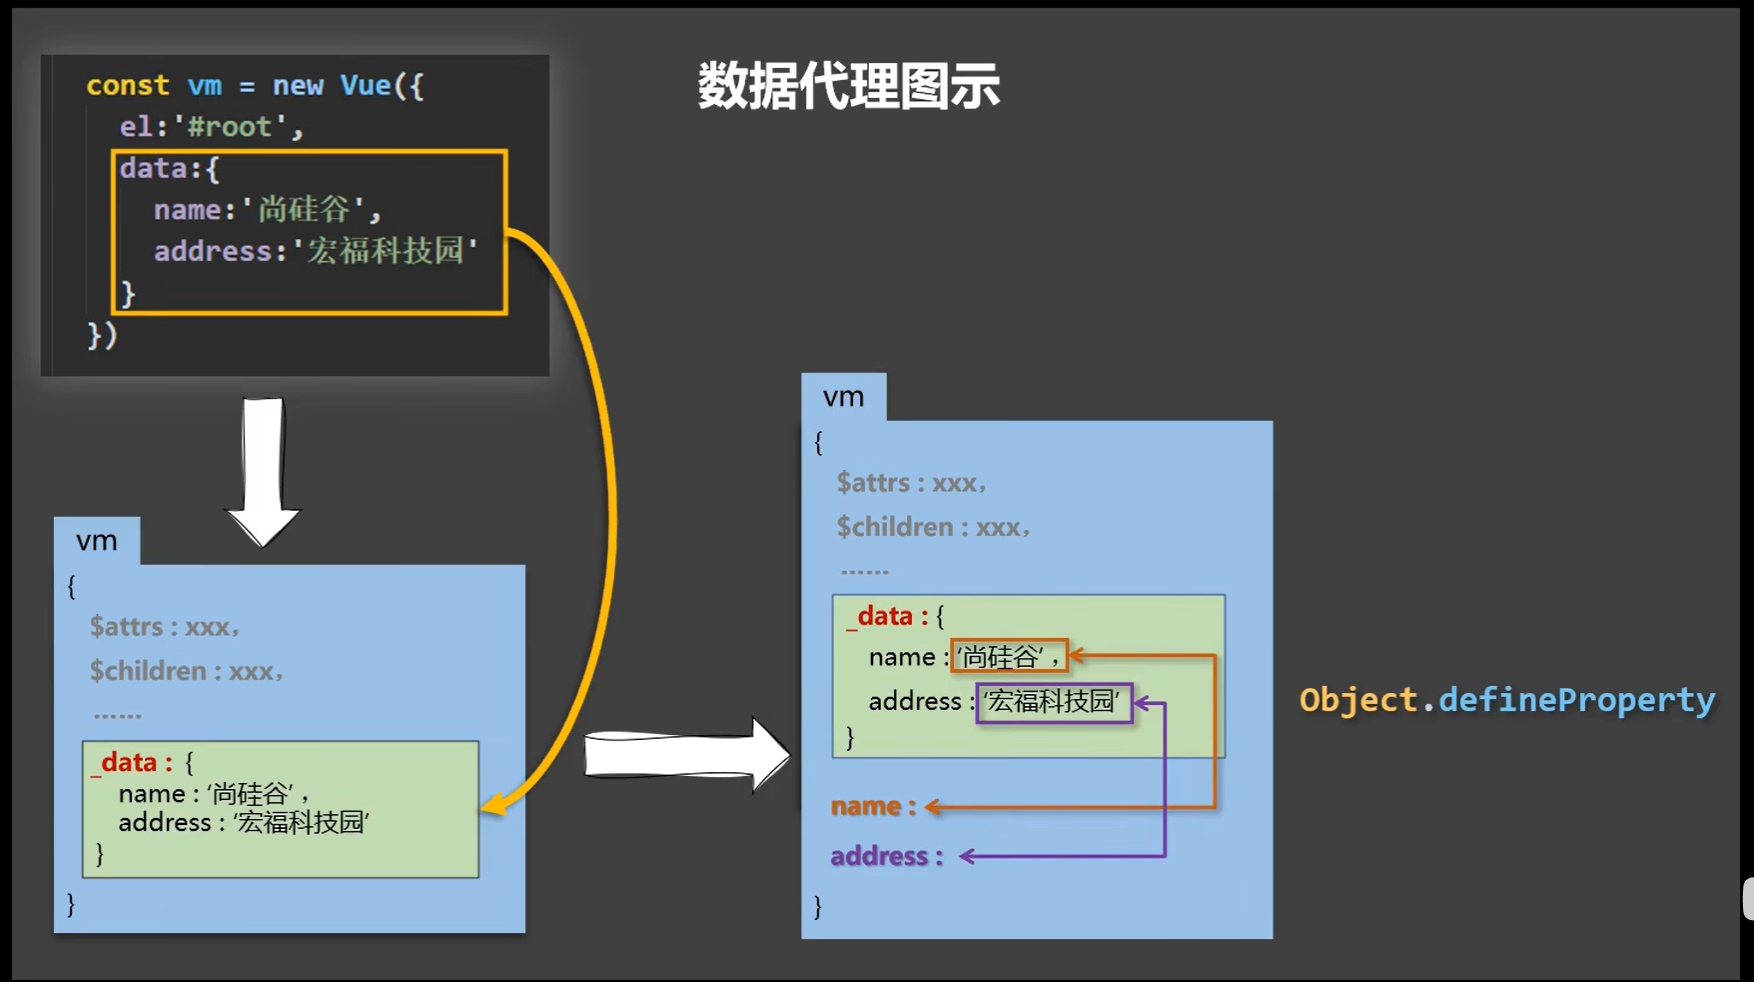 数据代理图示
const vm = new Vue({
el:'#root',
data:{
name:'尚硅谷',
address:'宏福科技园'
}
})
vm
{
$attrs : xxx，
$children : xxx，
......
_data : {
name : ‘尚硅谷’ ，
address : ‘宏福科技园’
}
}
vm
{
$attrs : xxx，
$children : xxx，
......
_data : {
name : ‘尚硅谷’ ，
address : ‘宏福科技园’
}
name :
address :
}
Object.defineProperty